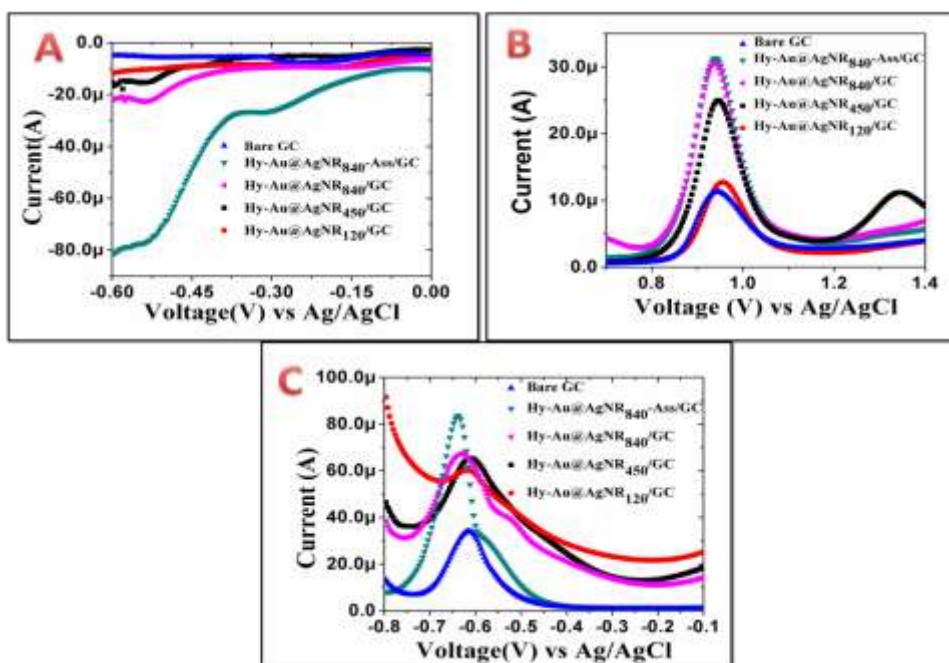 A
0.0
-20.0µ
-40.0µ
-60.0µ
-80.0µ
Current(A)
Bare GC
Hy-Au@AgNR840-Ass/GC
Hy-Au@AgNR840/GC
Hy-Au@AgNR450/GC
Hy-Au@AgNR120/GC
-0.60 -0.45 -0.30 -0.15 0.00
Voltage(V) vs Ag/AgCl
B
30.0µ
20.0µ
10.0µ
0.0
Current (A)
Bare GC
Hy-Au@AgNR840-Ass/GC
Hy-Au@AgNR840/GC
Hy-Au@AgNR450/GC
Hy-Au@AgNR120/GC
0.8 1.0 1.2 1.4
Voltage (V) vs Ag/AgCl
C
100.0µ
80.0µ
60.0µ
40.0µ
20.0µ
0.0
Current (A)
Bare GC
Hy-Au@AgNR840-Ass/GC
Hy-Au@AgNR840/GC
Hy-Au@AgNR450/GC
Hy-Au@AgNR120/GC
-0.8 -0.7 -0.6 -0.5 -0.4 -0.3 -0.2 -0.1
Voltage(V) vs Ag/AgCl